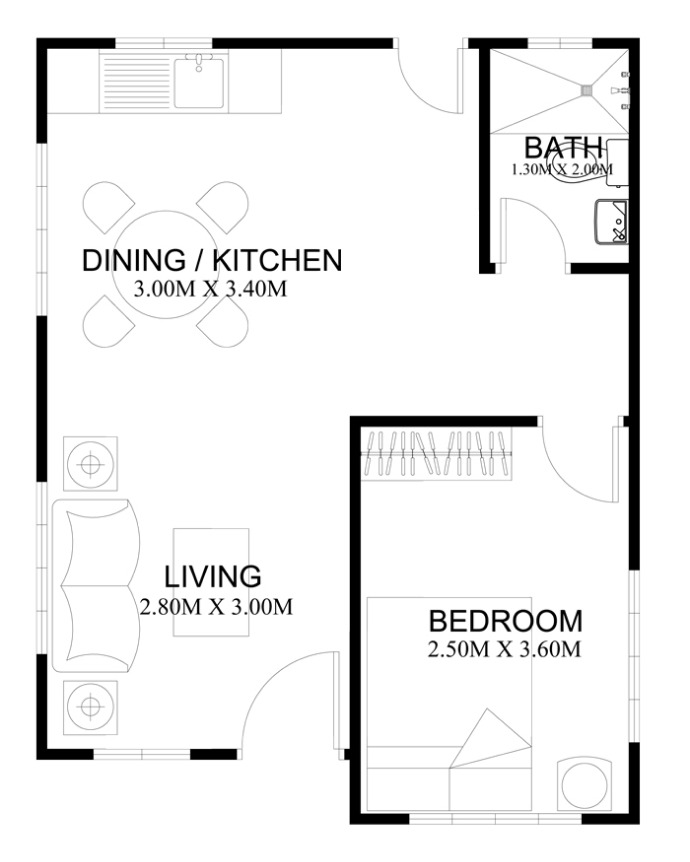 BATH
1.30M X 2.00M
DINING / KITCHEN
3.00M X 3.40M
LIVING
2.80M X 3.00M
BEDROOM
2.50M X 3.60M